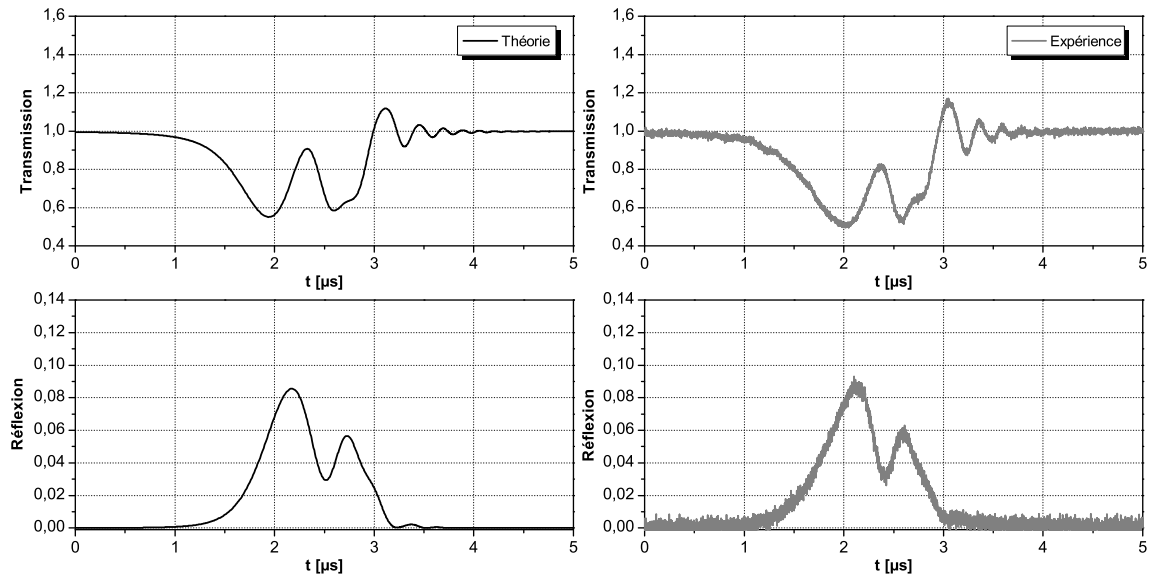 1,6
1,4
1,2
1,0
0,8
0,6
0,4
Transmission
Théorie
0 1 2 3 4 5
t [µs]
1,6
1,4
1,2
1,0
0,8
0,6
0,4
Transmission
Expérience
0 1 2 3 4 5
t [µs]
0,14
0,12
0,10
0,08
0,06
0,04
0,02
0,00
Réflexion
0 1 2 3 4 5
t [µs]
0,14
0,12
0,10
0,08
0,06
0,04
0,02
0,00
Réflexion
0 1 2 3 4 5
t [µs]